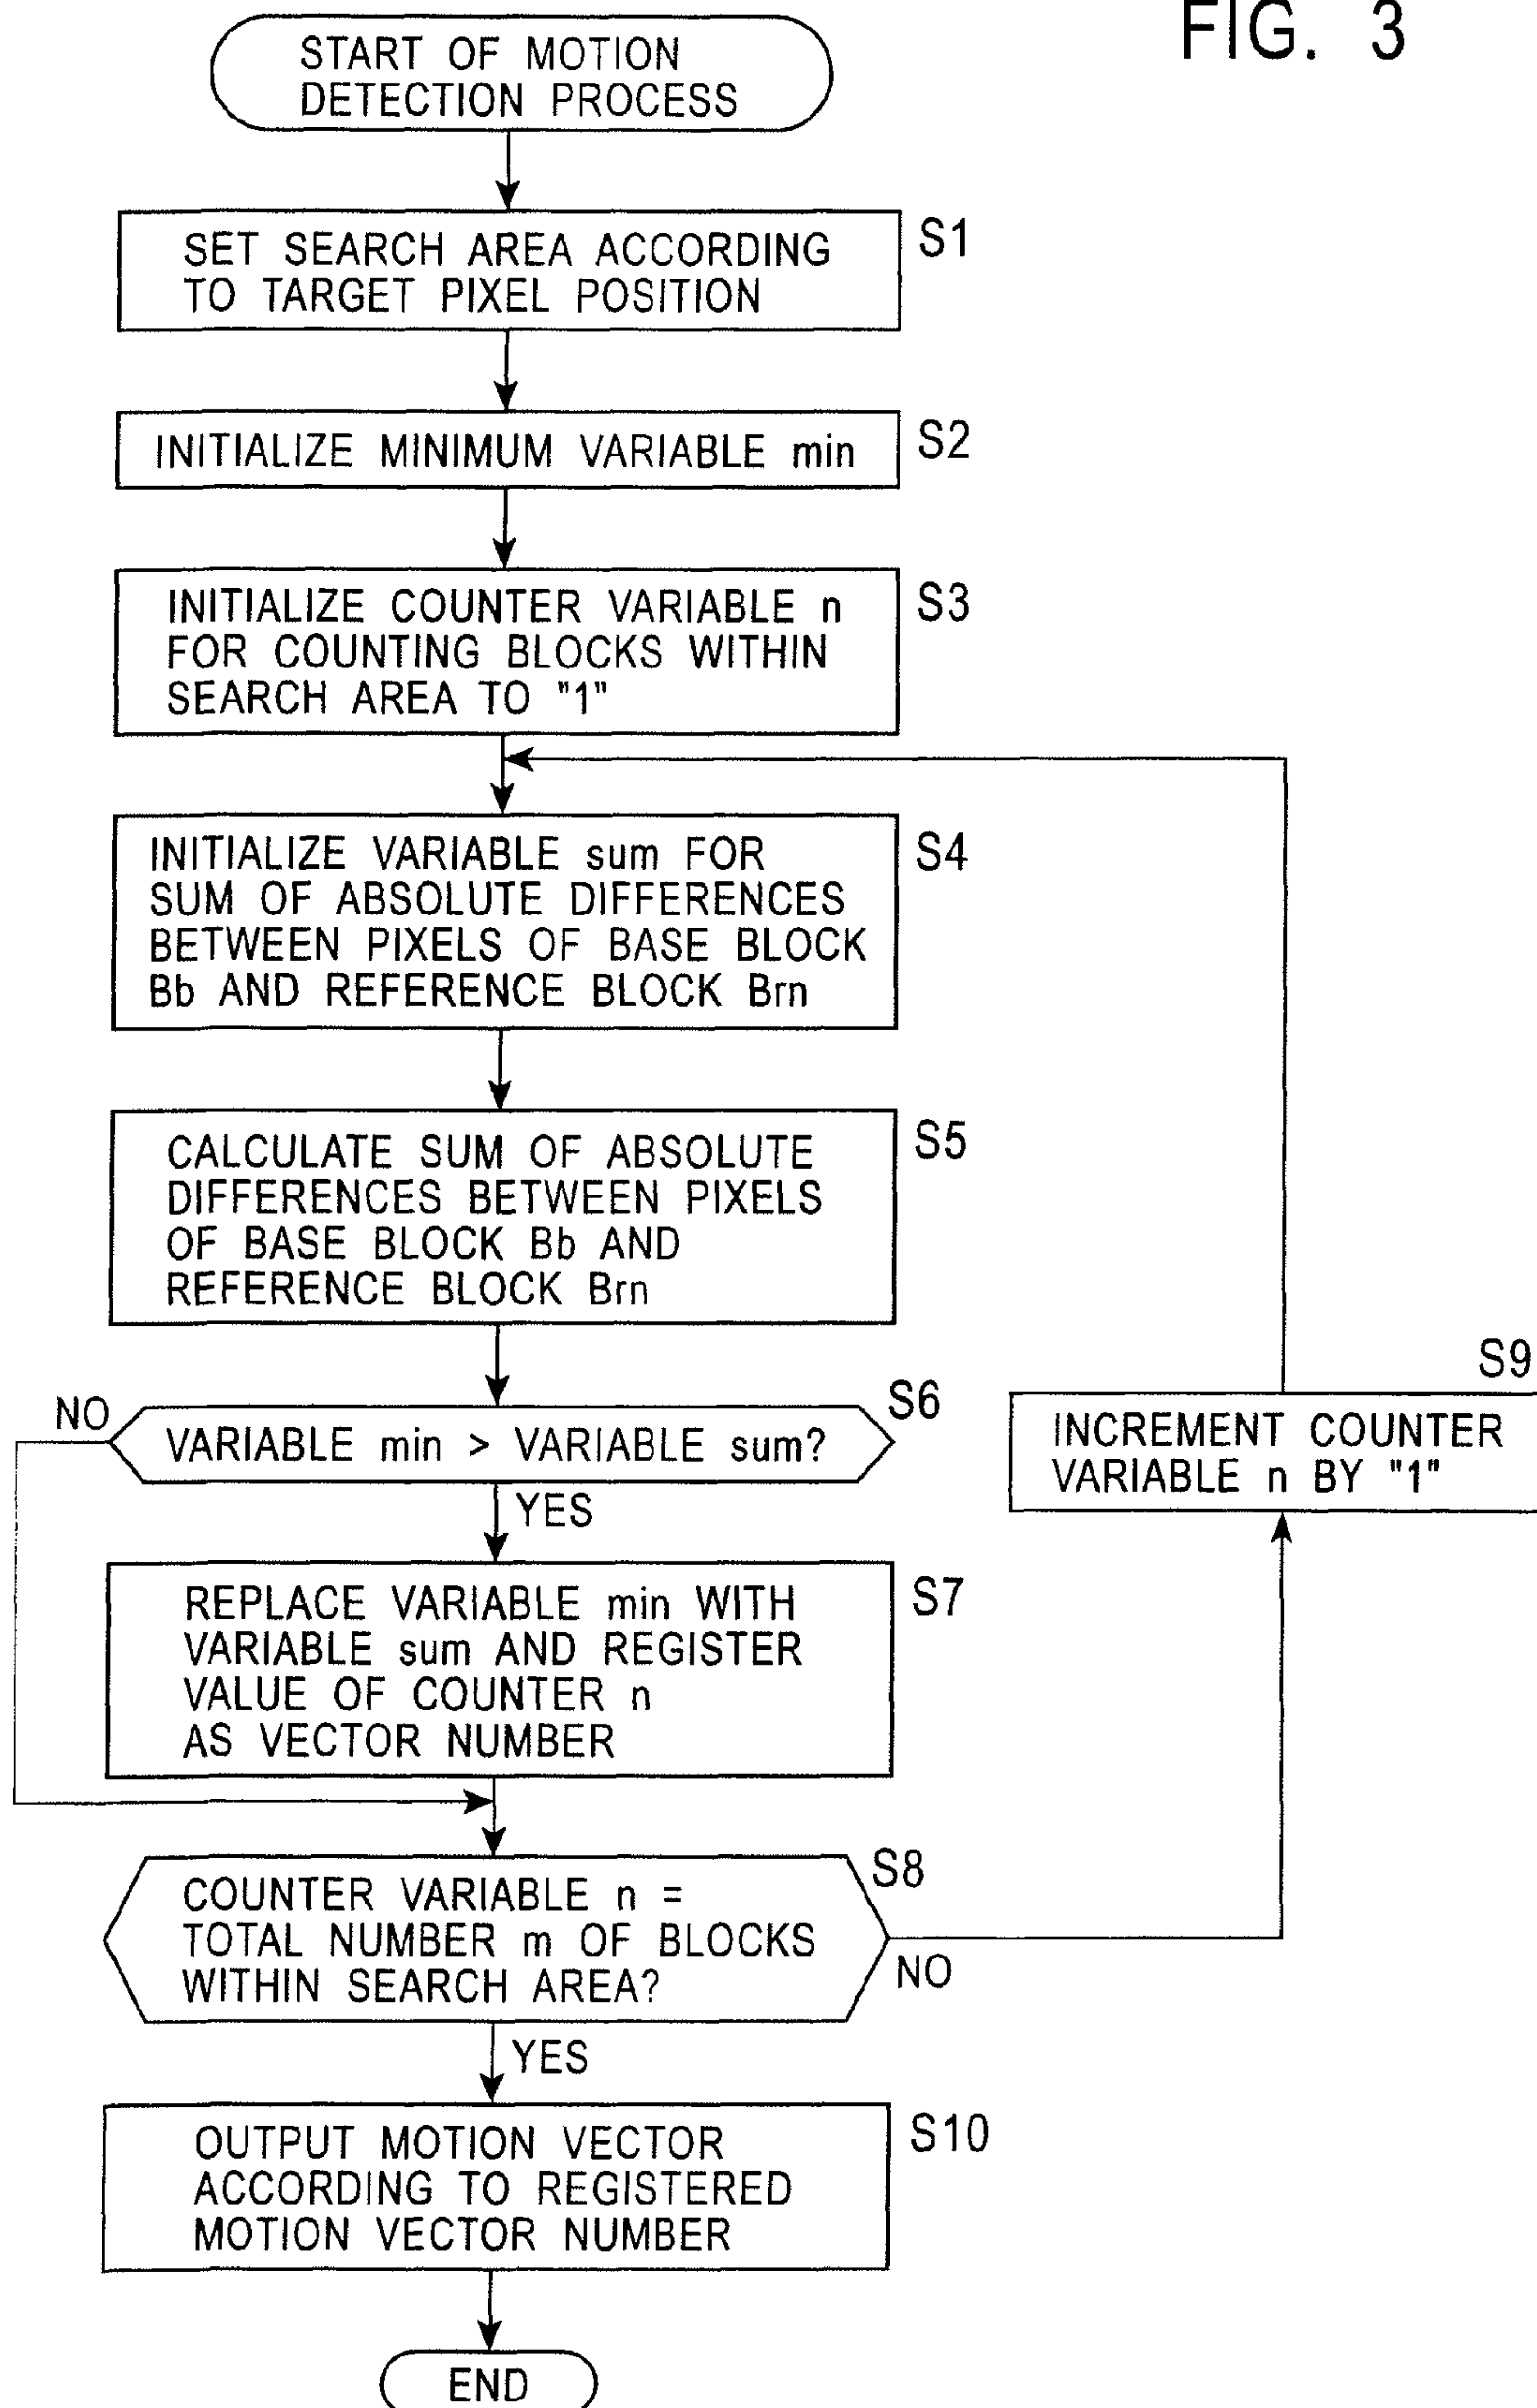 FIG. 3
START OF MOTION
DETECTION PROCESS
SET SEARCH AREA ACCORDING
TO TARGET PIXEL POSITION
S1
INITIALIZE MINIMUM VARIABLE min
S2
INITIALIZE COUNTER VARIABLE n
FOR COUNTING BLOCKS WITHIN
SEARCH AREA TO "1"
S3
INITIALIZE VARIABLE sum FOR
SUM OF ABSOLUTE DIFFERENCES
BETWEEN PIXELS OF BASE BLOCK
Bb AND REFERENCE BLOCK Brn
S4
CALCULATE SUM OF ABSOLUTE
DIFFERENCES BETWEEN PIXELS
OF BASE BLOCK Bb AND
REFERENCE BLOCK Brn
S5
NO
VARIABLE min > VARIABLE sum?
S6
YES
S9
INCREMENT COUNTER
VARIABLE n BY "1"
REPLACE VARIABLE min WITH
VARIABLE sum AND REGISTER
VALUE OF COUNTER n
AS VECTOR NUMBER
S7
COUNTER VARIABLE n =
TOTAL NUMBER m OF BLOCKS
WITHIN SEARCH AREA?
S8
NO
YES
OUTPUT MOTION VECTOR
ACCORDING TO REGISTERED
MOTION VECTOR NUMBER
S10
END